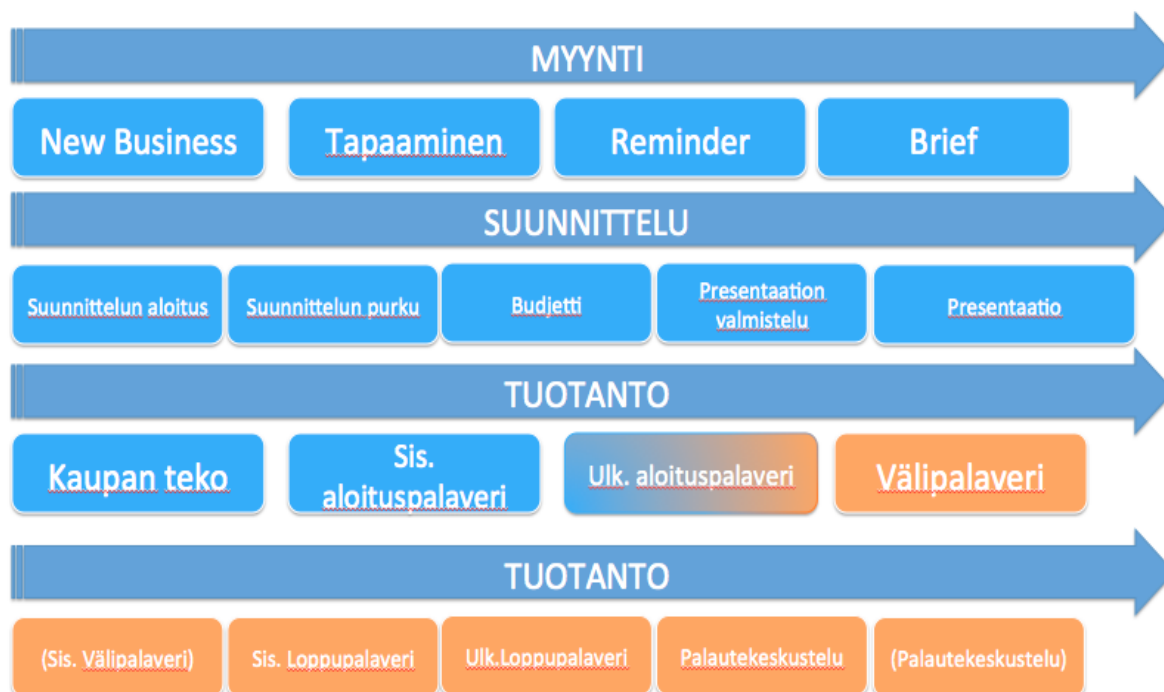 MYYNTI
New Business
Tapaaminen
Reminder
Brief
SUUNNITTELU
Suunnittelun aloitus
Suunnittelun purku
Budjetti
Presentaation
valmistelu
Presentaatio
TUOTANTO
Kaupan teko
Sis.
aloituspalaveri
Ulk. aloituspalaveri
Välipalaveri
TUOTANTO
(Sis. Välipalaveri)
Sis. Loppupalaveri
Ulk.Loppupalaveri
Palautekeskustelu
(Palautekeskustelu)